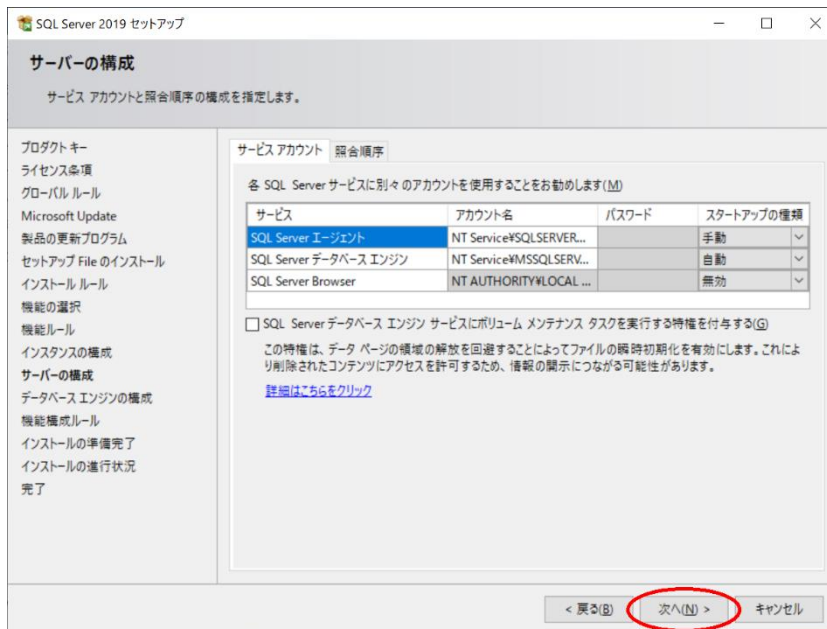 SQL Server 2019 セットアップ
サーバーの構成
サービス アカウントと照合順序の構成を指定します。
プロダクト キー
ライセンス条項
グローバル ルール
Microsoft Update
製品の更新プログラム
セットアップ File のインストール
インストール ルール
機能の選択
機能ルール
インスタンスの構成
サーバーの構成
データベース エンジンの構成
機能構成ルール
インストールの準備完了
インストールの進行状況
完了
サービス アカウント 照合順序
各 SQL Server サービスに別々のアカウントを使用することをお勧めします(M)
サービス アカウント名 パスワード スタートアップの種類
SQL Server エージェント NT Service¥SQLSERVER... 手動
SQL Server データベース エンジン NT Service¥MSSQLSERV... 自動
SQL Server Browser NT AUTHORITY¥LOCAL ... 無効
SQL Server データベース エンジン サービスにボリューム メンテナンス タスクを実行する特権を付与する(G)
この特権は、データ ページの領域の解放を回避することによってファイルの瞬時初期化を有効にします。これによ
り削除されたコンテンツにアクセスを許可するため、情報の開示につながる可能性があります。
詳細はこちらをクリック
< 戻る(B) 次へ(N) > キャンセル